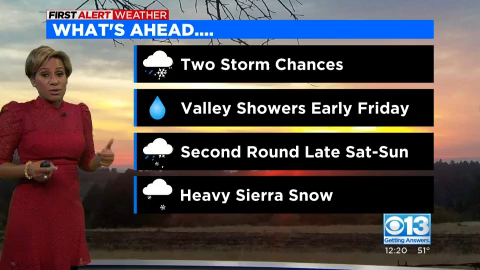 FIRST ALERT WEATHER
WHAT'S AHEAD....
Two Storm Chances
Valley Showers Early Friday
Second Round Late Sat-Sun
Heavy Sierra Snow
CBS 13
Getting Answers.
12:20 51°